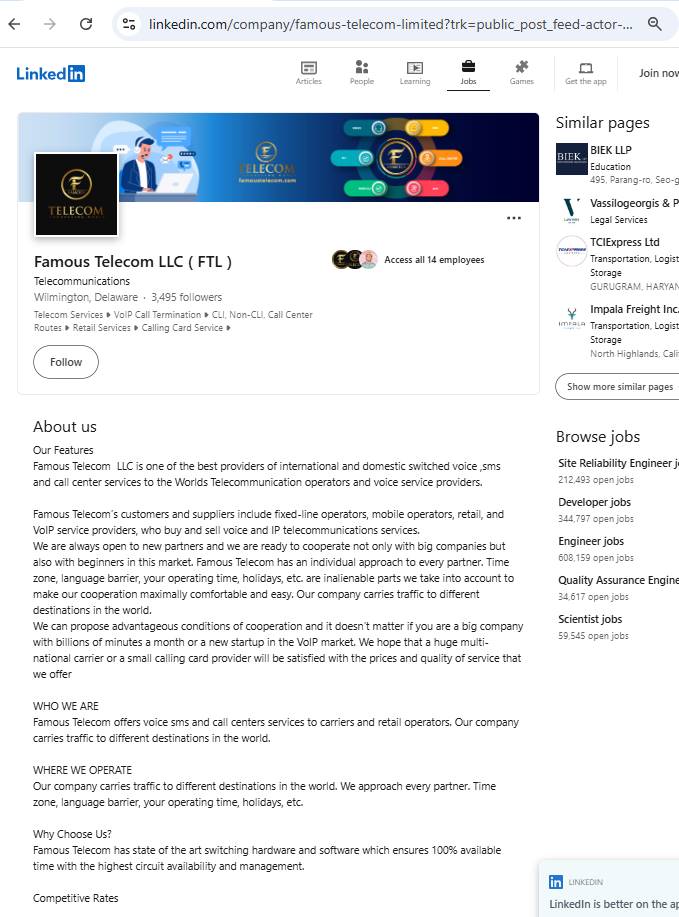 linkedin.com/company/famous-telecom-limited?trk=public_post_feed-actor-...
Linked in
Articles
People
Learning
Jobs
Games
Get the app
Join now
TELECOM
famoustelecom.com
TELECOM
Famous Telecom LLC ( FTL )
Telecommunications
Wilmington, Delaware · 3,495 followers
Telecom Services ▶ VoIP Call Termination ▶ CLI, Non-CLI, Call Center
Routes ▶ Retail Services ▶ Calling Card Service ▶
Access all 14 employees
Follow
About us
Our Features
Famous Telecom  LLC is one of the best providers of international and domestic switched voice ,sms
and call center services to the Worlds Telecommunication operators and voice service providers.
Famous Telecom's customers and suppliers include fixed-line operators, mobile operators, retail, and
VoIP service providers, who buy and sell voice and IP telecommunications services.
We are always open to new partners and we are ready to cooperate not only with big companies but
also with beginners in this market. Famous Telecom has an individual approach to every partner. Time
zone, language barrier, your operating time, holidays, etc. are inalienable parts we take into account to
make our cooperation maximally comfortable and easy. Our company carries traffic to different
destinations in the world.
We can propose advantageous conditions of cooperation and it doesn't matter if you are a big company
with billions of minutes a month or a new startup in the VoIP market. We hope that a huge multi-
national carrier or a small calling card provider will be satisfied with the prices and quality of service that
we offer
WHO WE ARE
Famous Telecom offers voice sms and call centers services to carriers and retail operators. Our company
carries traffic to different destinations in the world.
WHERE WE OPERATE
Our company carries traffic to different destinations in the world. We approach every partner. Time
zone, language barrier, your operating time, holidays, etc.
Why Choose Us?
Famous Telecom has state of the art switching hardware and software which ensures 100% available
time with the highest circuit availability and management.
Competitive Rates
Similar pages
BIEK
BIEK LLP
Education
495, Parang-ro, Seo-g
Vassilogeorgis & P
Legal Services
TCIEXPRESS
TCIExpress Ltd
Transportation, Logist
Storage
GURUGRAM, HARYAN
IMPALA
Impala Freight Inc.
Transportation, Logist
Storage
North Highlands, Cali
Show more similar pages
Browse jobs
Site Reliability Engineer j
212,493 open jobs
Developer jobs
344,797 open jobs
Engineer jobs
608,159 open jobs
Quality Assurance Engine
34,617 open jobs
Scientist jobs
59,545 open jobs
in LINKEDIN
LinkedIn is better on the ap